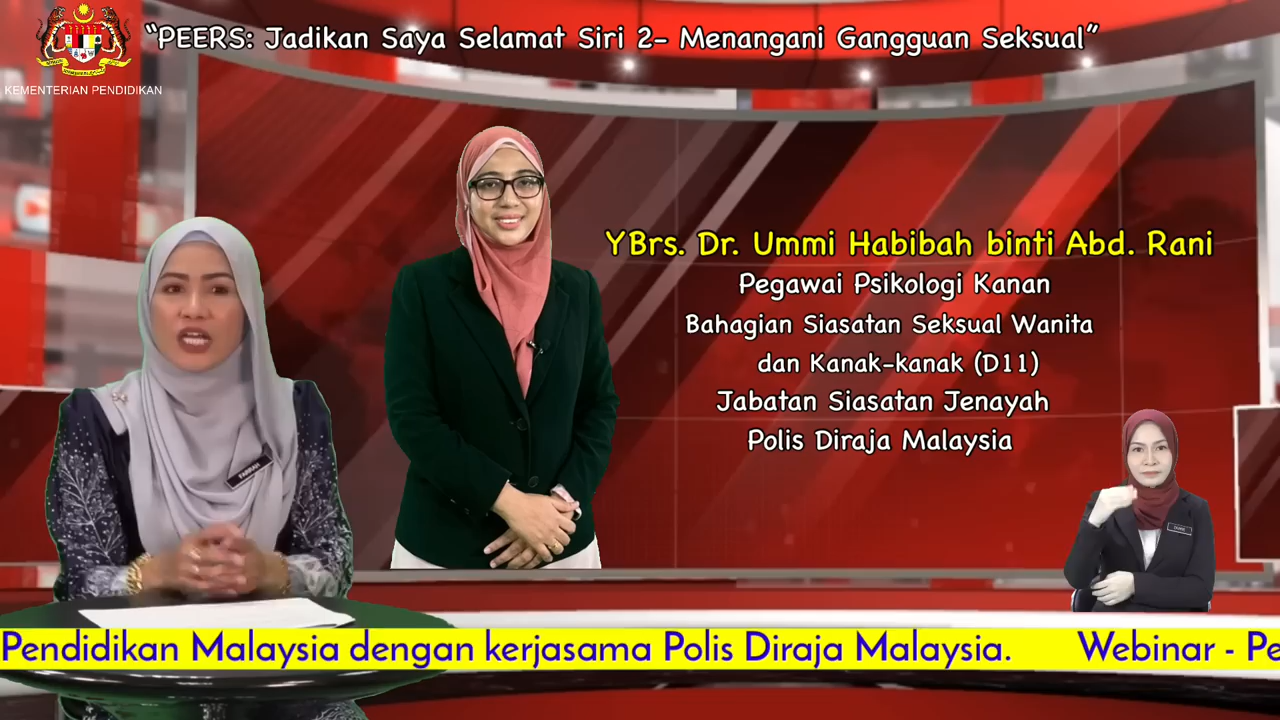 “PEERS: Jadikan Saya Selamat Siri 2- Menangani Gangguan Seksual”
KEMENTERIAN PENDIDIKAN
YBrs. Dr. Ummi Habibah binti Abd. Rani
Pegawai Psikologi Kanan
Bahagian Siasatan Seksual Wanita
dan Kanak-kanak (D11)
Jabatan Siasatan Jenayah
Polis Diraja Malaysia
Pendidikan Malaysia dengan kerjasama Polis Diraja Malaysia. Webinar - Pe